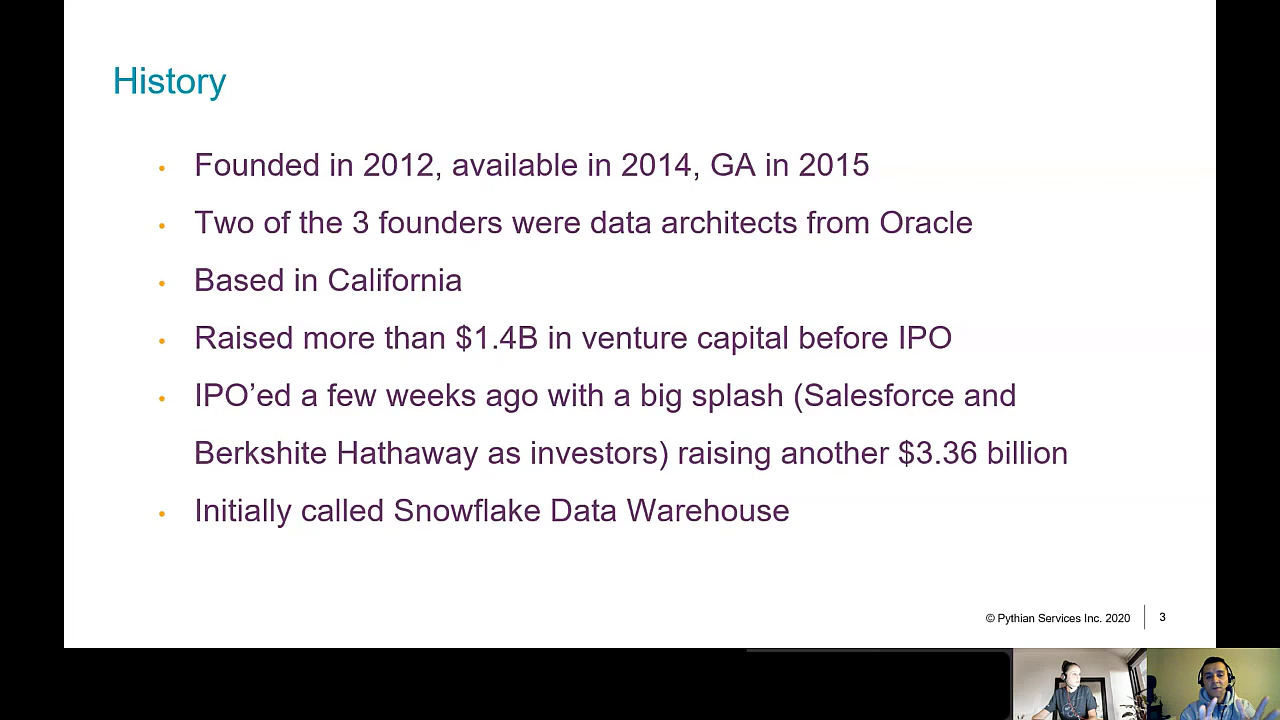 History
• Founded in 2012, available in 2014, GA in 2015
• Two of the 3 founders were data architects from Oracle
• Based in California
• Raised more than $1.4B in venture capital before IPO
• IPO’ed a few weeks ago with a big splash (Salesforce and
Berkshite Hathaway as investors) raising another $3.36 billion
• Initially called Snowflake Data Warehouse
© Pythian Services Inc. 2020 3